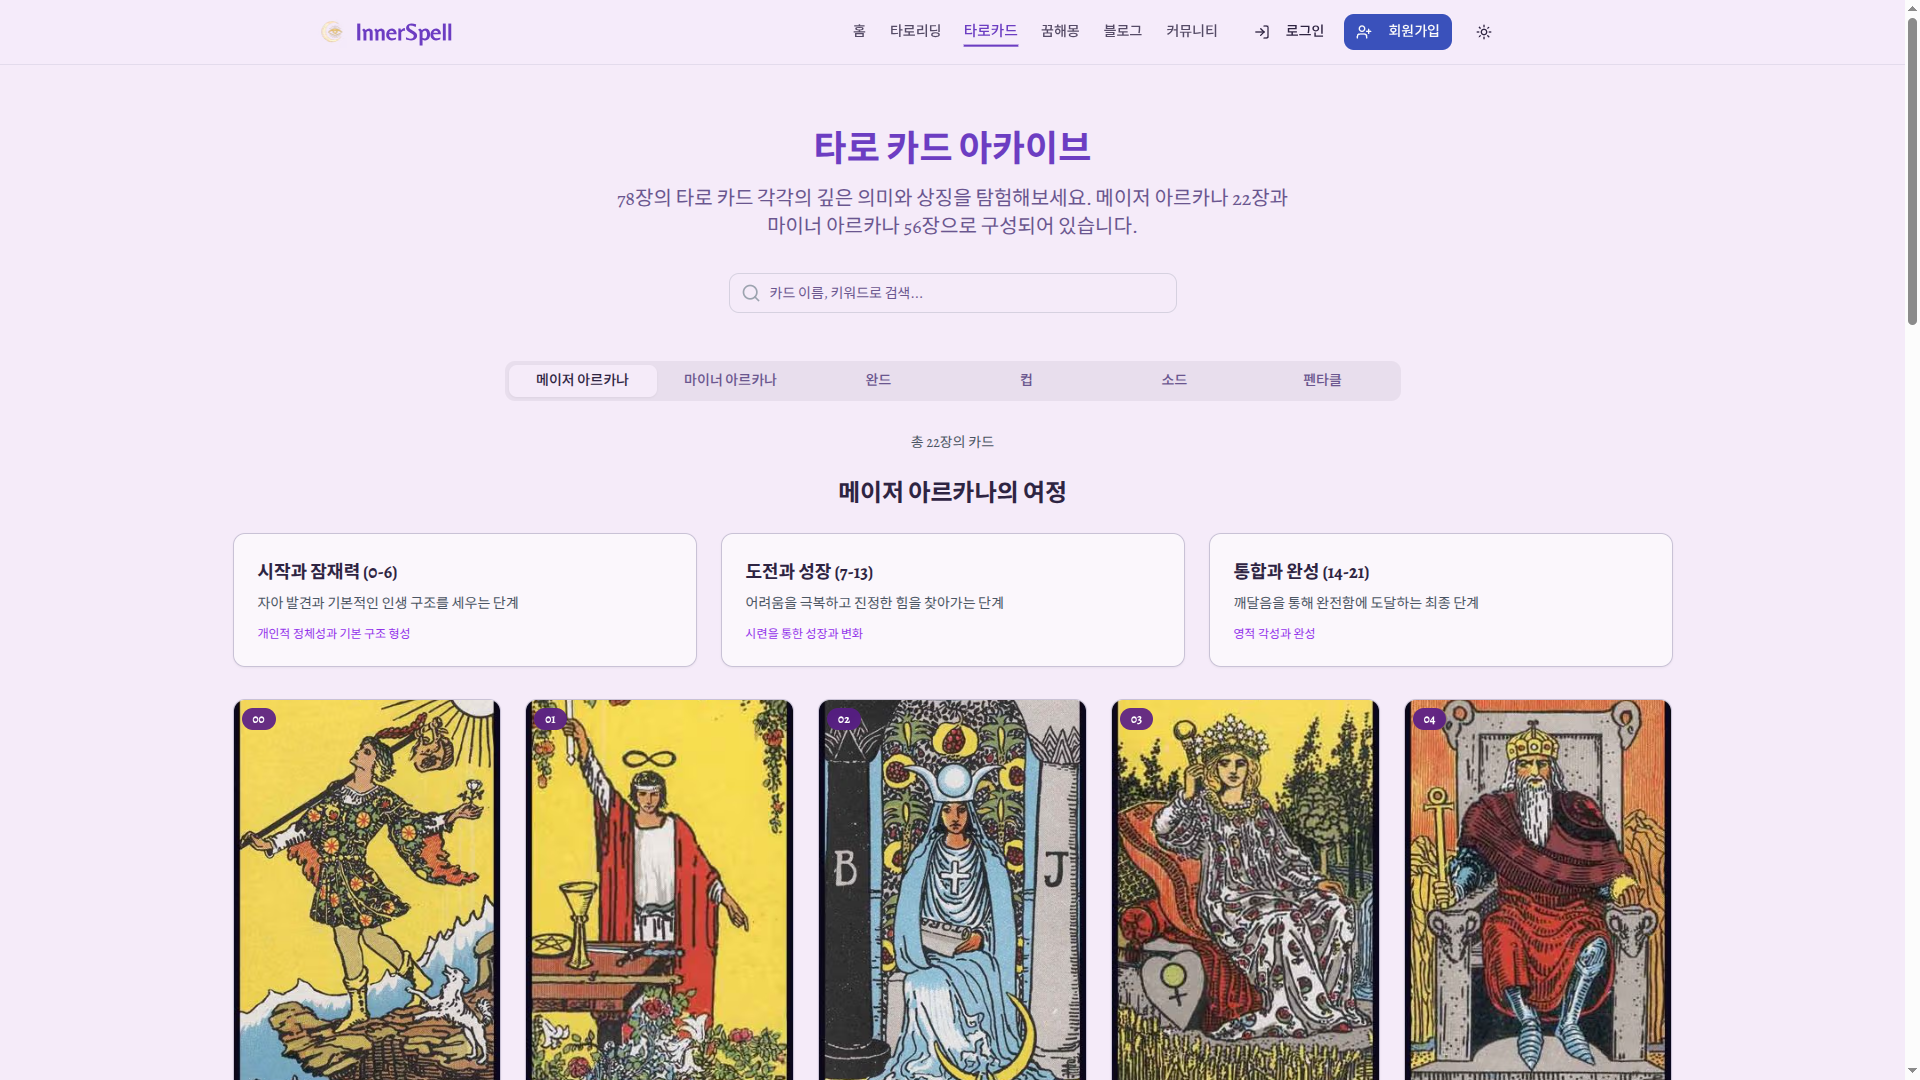 InnerSpell
홈 타로리딩 타로카드 꿈해몽 블로그 커뮤니티 로그인 회원가입
타로 카드 아카이브
78장의 타로 카드 각각의 깊은 의미와 상징을 탐험해보세요. 메이저 아르카나 22장과
마이너 아르카나 56장으로 구성되어 있습니다.
카드 이름, 키워드로 검색...
메이저 아르카나 마이너 아르카나 완드 컵 소드 펜타클
총 22장의 카드
메이저 아르카나의 여정
시작과 잠재력 (0-6)
자아 발견과 기본적인 인생 구조를 세우는 단계
개인적 정체성과 기본 구조 형성
도전과 성장 (7-13)
어려움을 극복하고 진정한 힘을 찾아가는 단계
시련을 통한 성장과 변화
통합과 완성 (14-21)
깨달음을 통해 완전함에 도달하는 최종 단계
영적 각성과 완성
00
01
02
B J
03
04